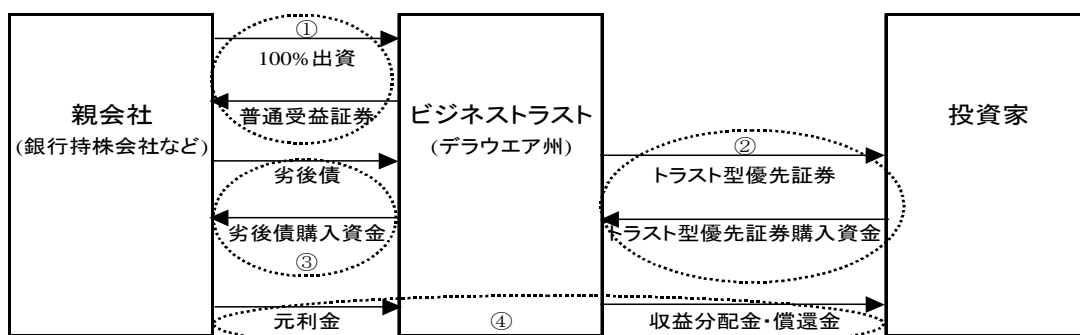 ①
100%出資
親会社
(銀行持株会社など)
普通受益証券
ビジネストラスト
(デラウエア州)
投資家
②
劣後債
トラスト型優先証券
劣後債購入資金
トラスト型優先証券購入資金
③
元利金
④
収益分配金・償還金